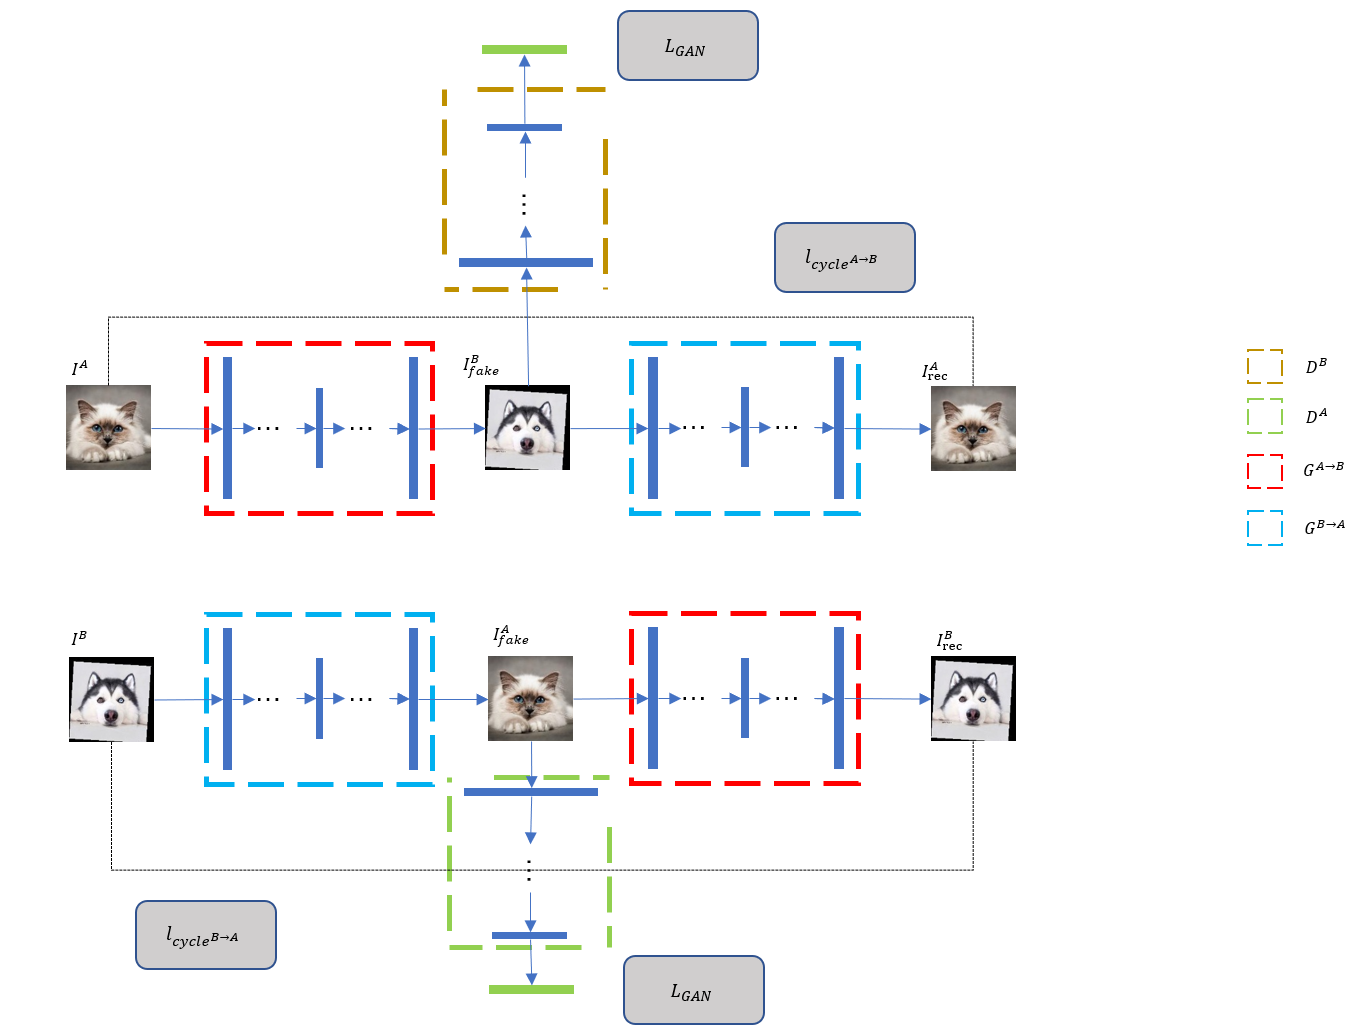 L_GAN
l_cycle^A→B
I^A
I^B_fake
I^A_rec
D^B
D^A
G^A→B
G^B→A
I^B
I^A_fake
I^B_rec
l_cycle^B→A
L_GAN